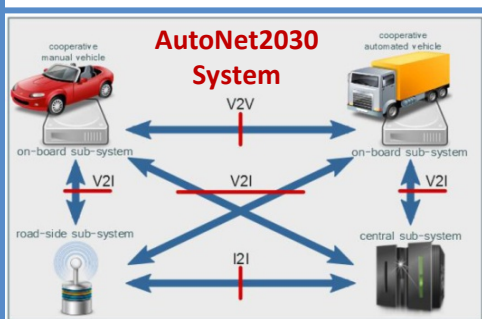 cooperative
manual vehicle
AutoNet2030
System
cooperative
automated vehicle
V2V
on-board sub-system
on-board sub-system
V2I
V2I
V2I
road-side sub-system
central sub-system
I2I